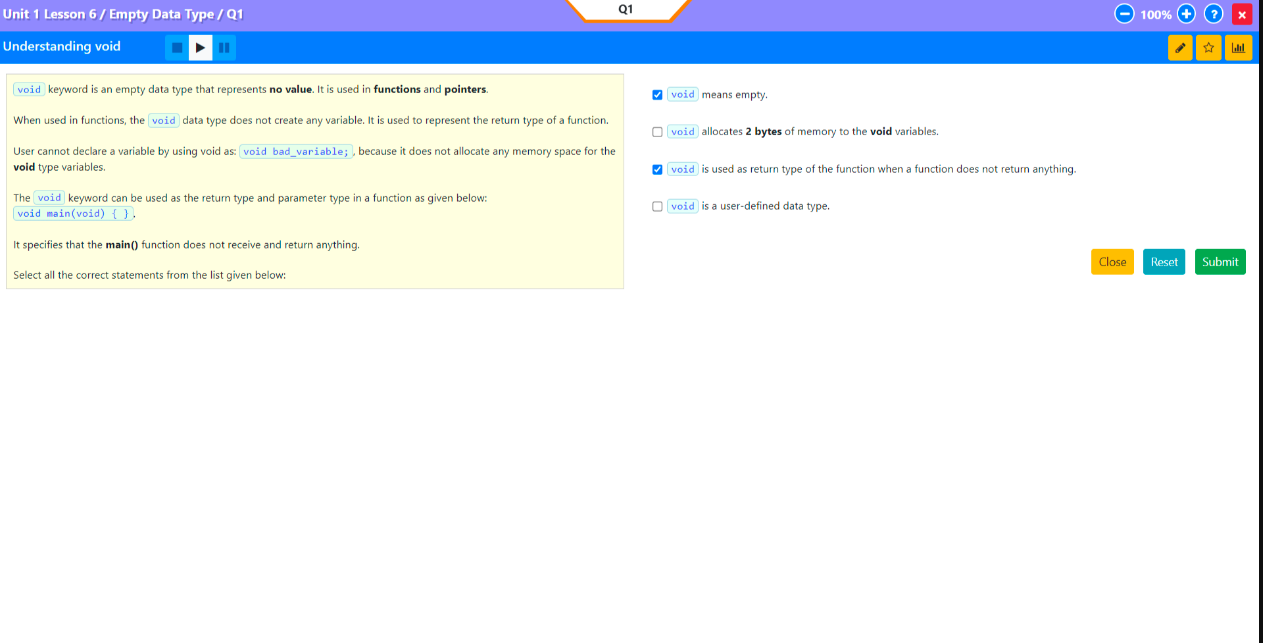 Unit 1 Lesson 6 / Empty Data Type / Q1
Q1
100%
?
Understanding void
void keyword is an empty data type that represents no value. It is used in functions and pointers.
When used in functions, the void data type does not create any variable. It is used to represent the return type of a function.
User cannot declare a variable by using void as: void bad_variable;, because it does not allocate any memory space for the
void type variables.
The void keyword can be used as the return type and parameter type in a function as given below:
void main(void) { }.
It specifies that the main() function does not receive and return anything.
Select all the correct statements from the list given below:
void means empty.
void allocates 2 bytes of memory to the void variables.
void is used as return type of the function when a function does not return anything.
void is a user-defined data type.
Close
Reset
Submit